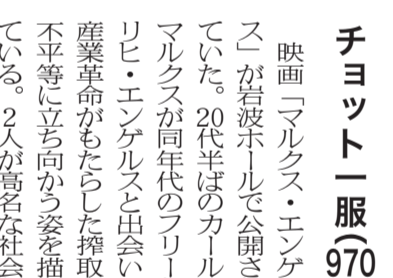 チョット一服(970
映画「マルクス・エンゲ
ス」が岩波ホールで公開さ
ていた。20代半ばのカール
マルクスが同年代のフリー
リヒ・エンゲルスと出会い
産業革命がもたらした搾取
不平等に立ち向かう姿を描
ている。2人が高名な社会